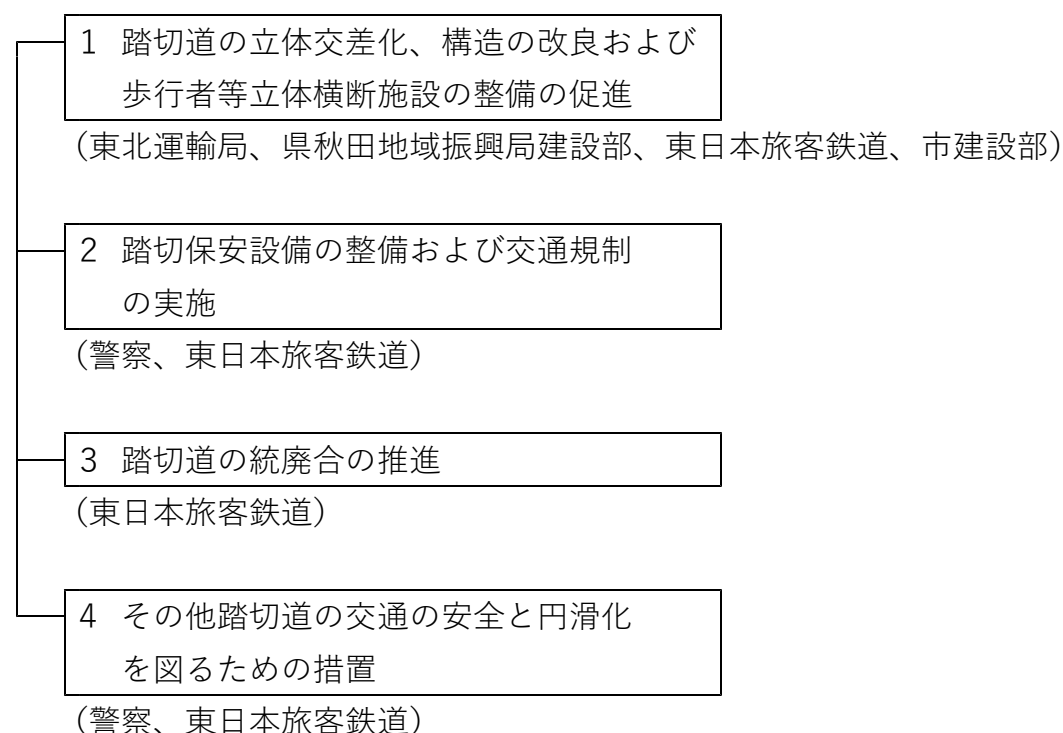 1 踏切道の立体交差化、構造の改良および
歩行者等立体横断施設の整備の促進
(東北運輸局、県秋田地域振興局建設部、東日本旅客鉄道、市建設部)
2 踏切保安設備の整備および交通規制
の実施
(警察、東日本旅客鉄道)
3 踏切道の統廃合の推進
(東日本旅客鉄道)
4 その他踏切道の交通の安全と円滑化
を図るための措置
(警察、東日本旅客鉄道)